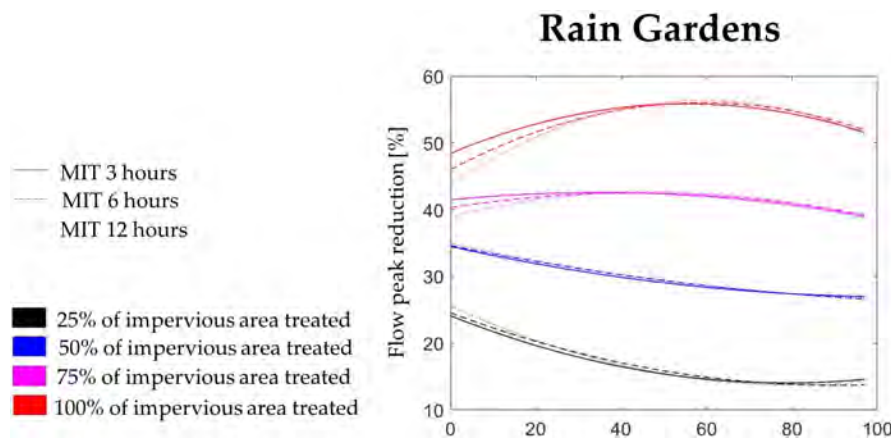 Rain Gardens
MIT 3 hours
MIT 6 hours
MIT 12 hours
25% of impervious area treated
50% of impervious area treated
75% of impervious area treated
100% of impervious area treated
Flow peak reduction [%]
60
50
40
30
20
10
0 20 40 60 80 100